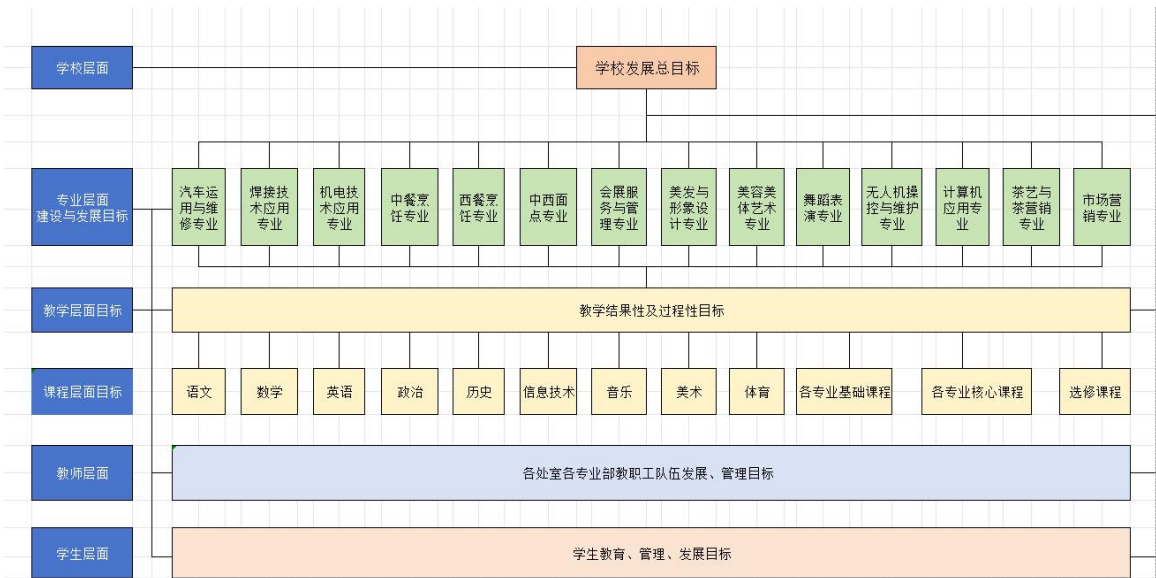 学校层面
学校发展总目标
专业层面
建设与发展目标
汽车运
用与维
修专业
焊接技
术应用
专业
机电技
术应用
专业
中餐烹
饪专业
西餐烹
饪专业
中西面
点专业
会展服
务与管
理专业
美发与
形象设
计专业
美容美
体艺术
专业
舞蹈表
演专业
无人机操
控与维护
专业
计算机
应用专
业
茶艺与
茶营销
专业
市场营
销专业
教学层面目标
教学结果性及过程性目标
课程层面目标
语文
数学
英语
政治
历史
信息技术
音乐
美术
体育
各专业基础课程
各专业核心课程
选修课程
教师层面
各处室各专业部教职工队伍发展、管理目标
学生层面
学生教育、管理、发展目标